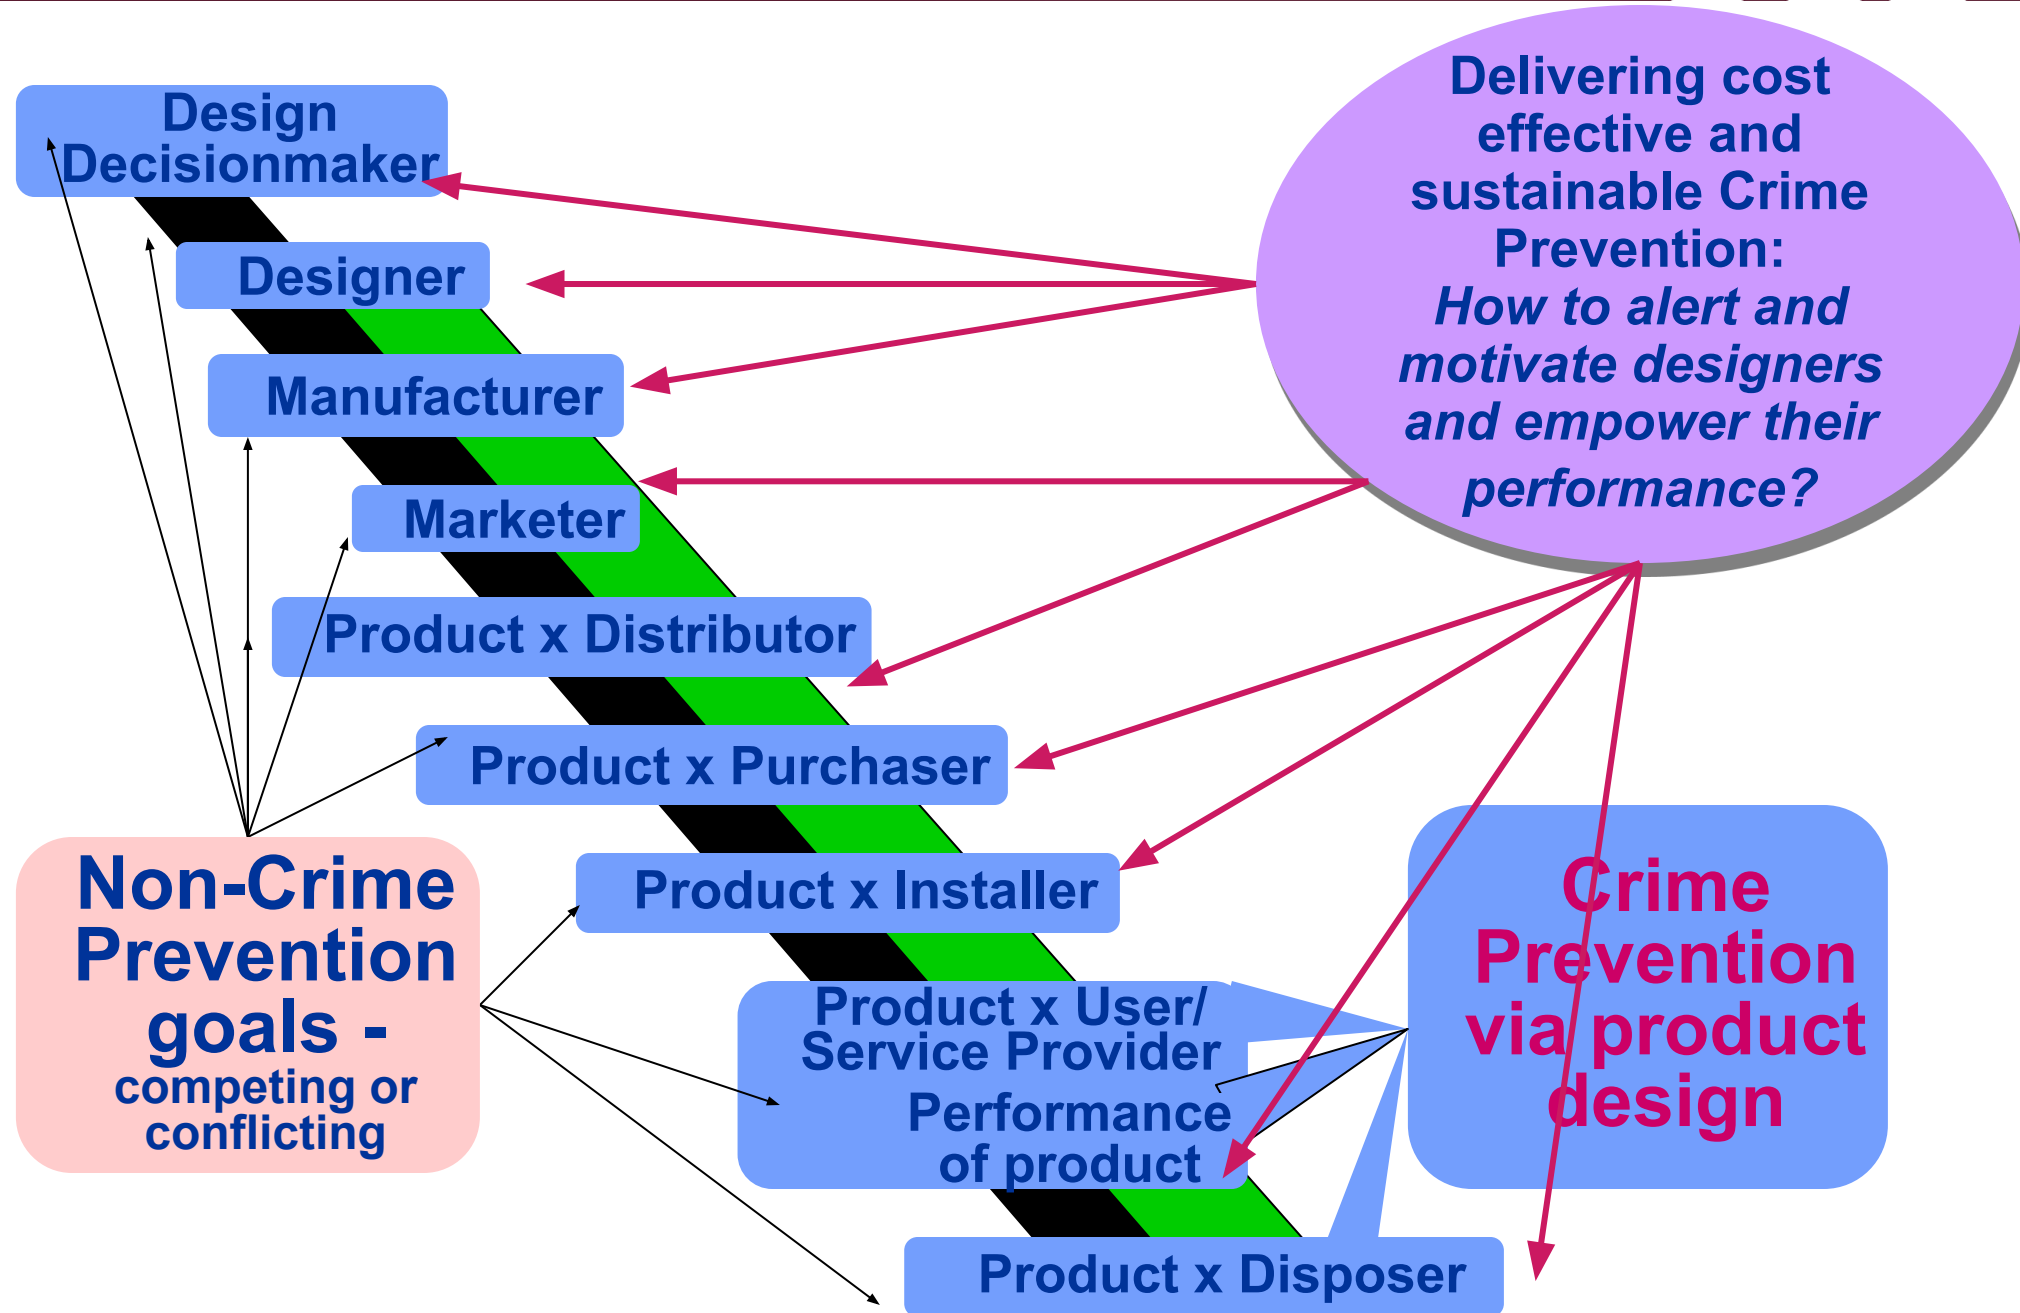 Delivering cost
effective and
sustainable Crime
Prevention:
How to alert and
motivate designers
and empower their
performance?
Design
Decisionmaker
Designer
Manufacturer
Marketer
Product x Distributor
Product x Purchaser
Product x Installer
Product x User/
Service Provider
Performance
of product
Product x Disposer
Non-Crime
Prevention
goals -
competing or
conflicting
Crime
Prevention
via product
design